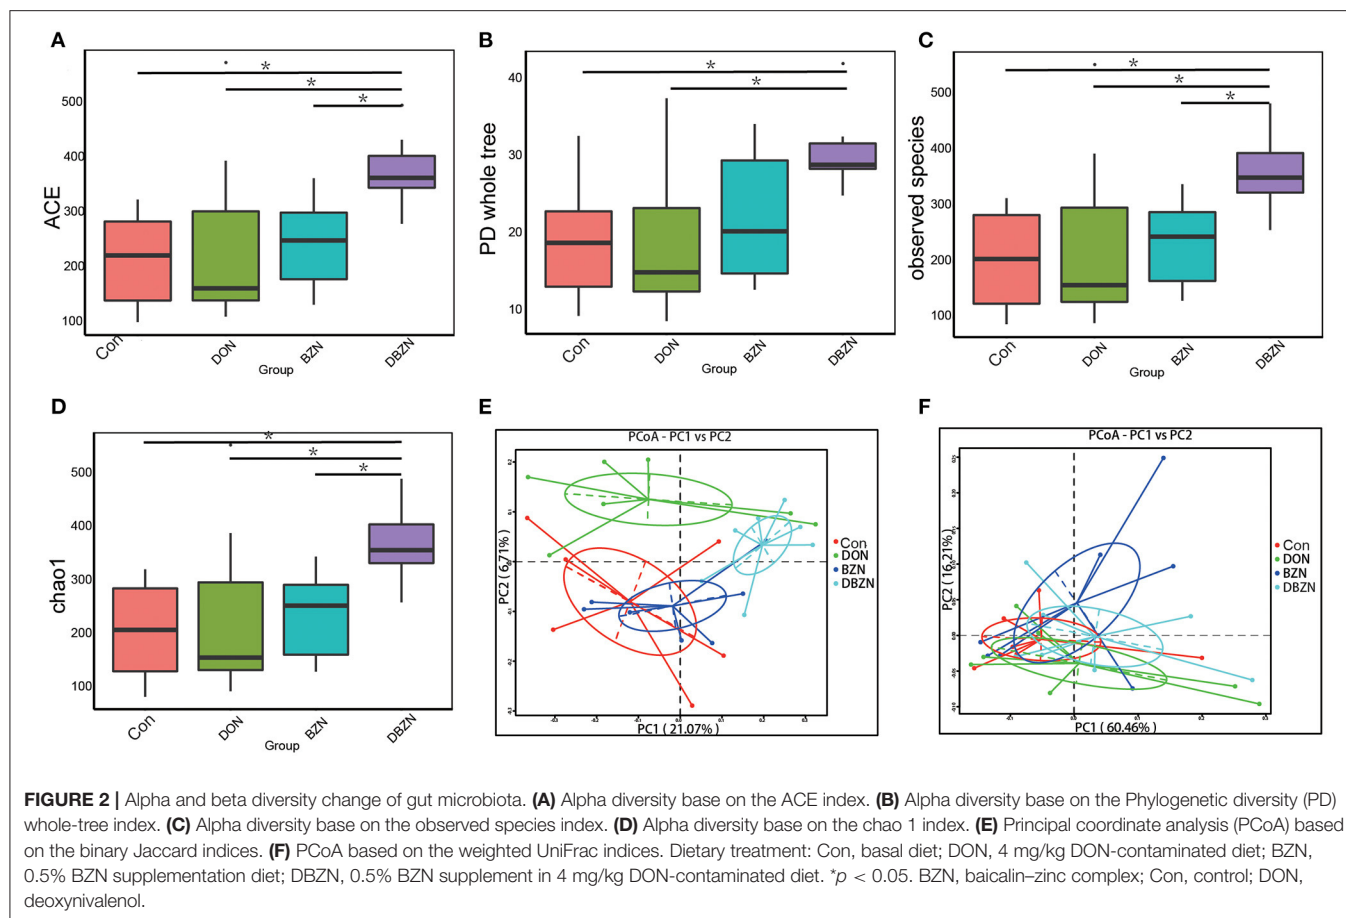 A
ACE
500
400
300
200
100
*
*
*
Con
DON
BZN
DBZN
Group
B
PD whole tree
40
30
20
10
*
*
Con
DON
BZN
DBZN
Group
C
observed species
500
400
300
200
100
*
*
*
Con
DON
BZN
DBZN
Group
D
chao1
500
400
300
200
100
*
*
*
Con
DON
BZN
DBZN
Group
E
PCoA - PC1 vs PC2
PC2 ( 6.71%)
PC1 ( 21.07%)
Con
DON
BZN
DBZN
F
PCoA - PC1 vs PC2
PC2 ( 16.21%)
PC1 ( 60.46%)
Con
DON
BZN
DBZN
FIGURE 2 | Alpha and beta diversity change of gut microbiota. (A) Alpha diversity base on the ACE index. (B) Alpha diversity base on the Phylogenetic diversity (PD)
whole-tree index. (C) Alpha diversity base on the observed species index. (D) Alpha diversity base on the chao 1 index. (E) Principal coordinate analysis (PCoA) based
on the binary Jaccard indices. (F) PCoA based on the weighted UniFrac indices. Dietary treatment: Con, basal diet; DON, 4 mg/kg DON-contaminated diet; BZN,
0.5% BZN supplementation diet; DBZN, 0.5% BZN supplement in 4 mg/kg DON-contaminated diet. *p < 0.05. BZN, baicalin–zinc complex; Con, control; DON,
deoxynivalenol.